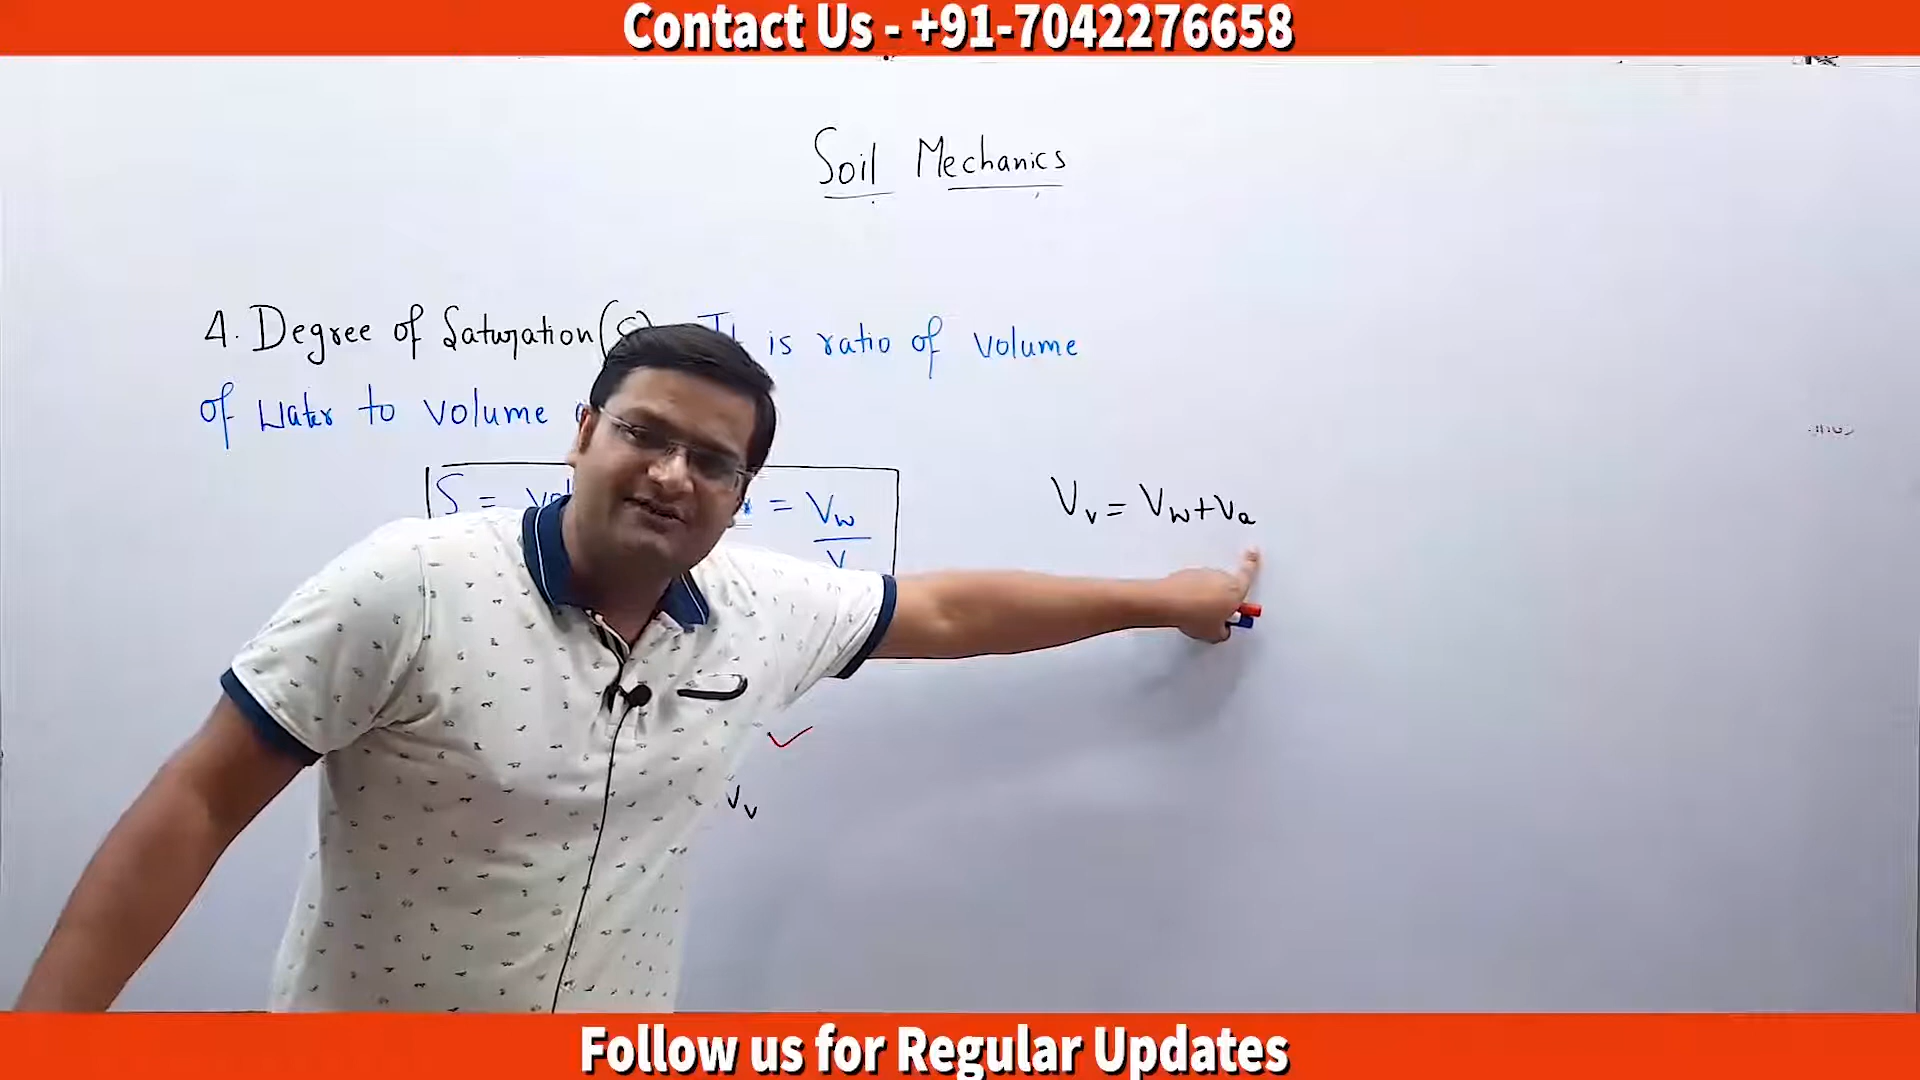 Contact Us - +91-7042276658
Soil Mechanics
4. Degree of Saturation (S) It is ratio of volume
of Water to volume
S = = Vw
V
Vv = Vw+Va
Vv
Follow us for Regular Updates